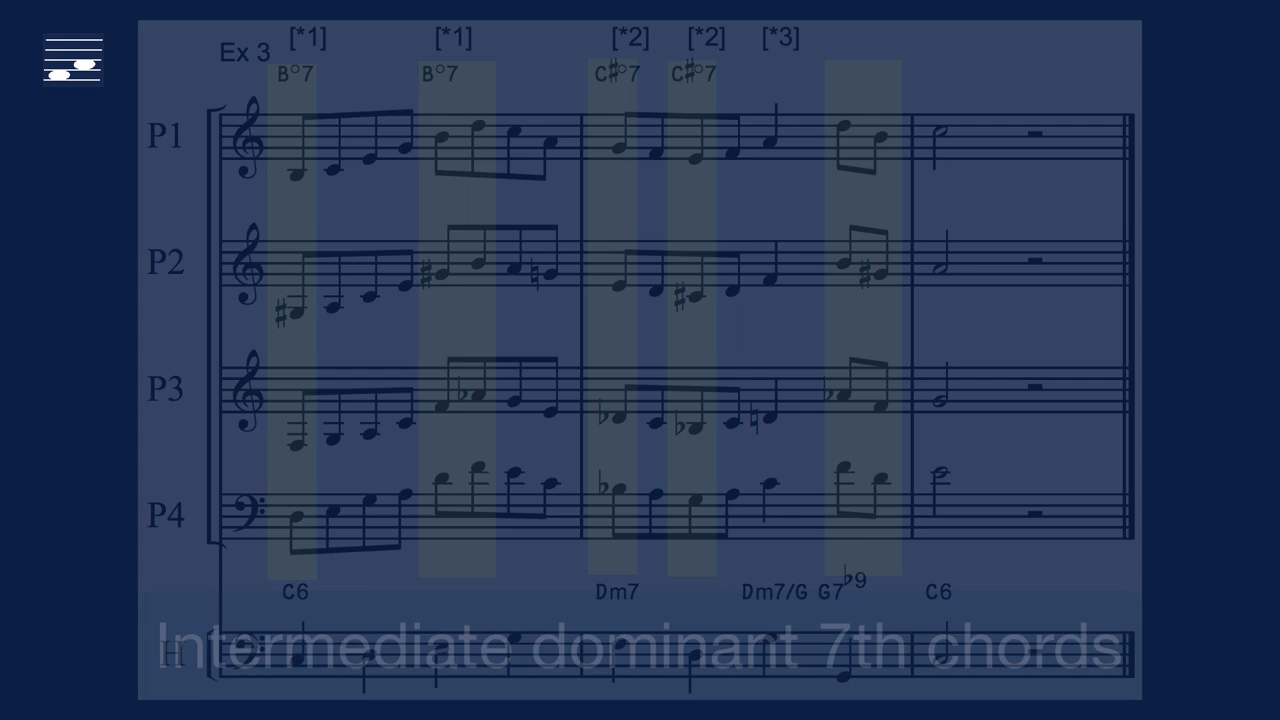 [*1] [*1] [*2] [*2] [*3]
Ex 3
B°7 B°7 C♯°7 C♯°7
P1
P2
P3
P4
♭9
C6 Dm7 Dm7/G G7 C6
H
Intermediate dominant 7th chords